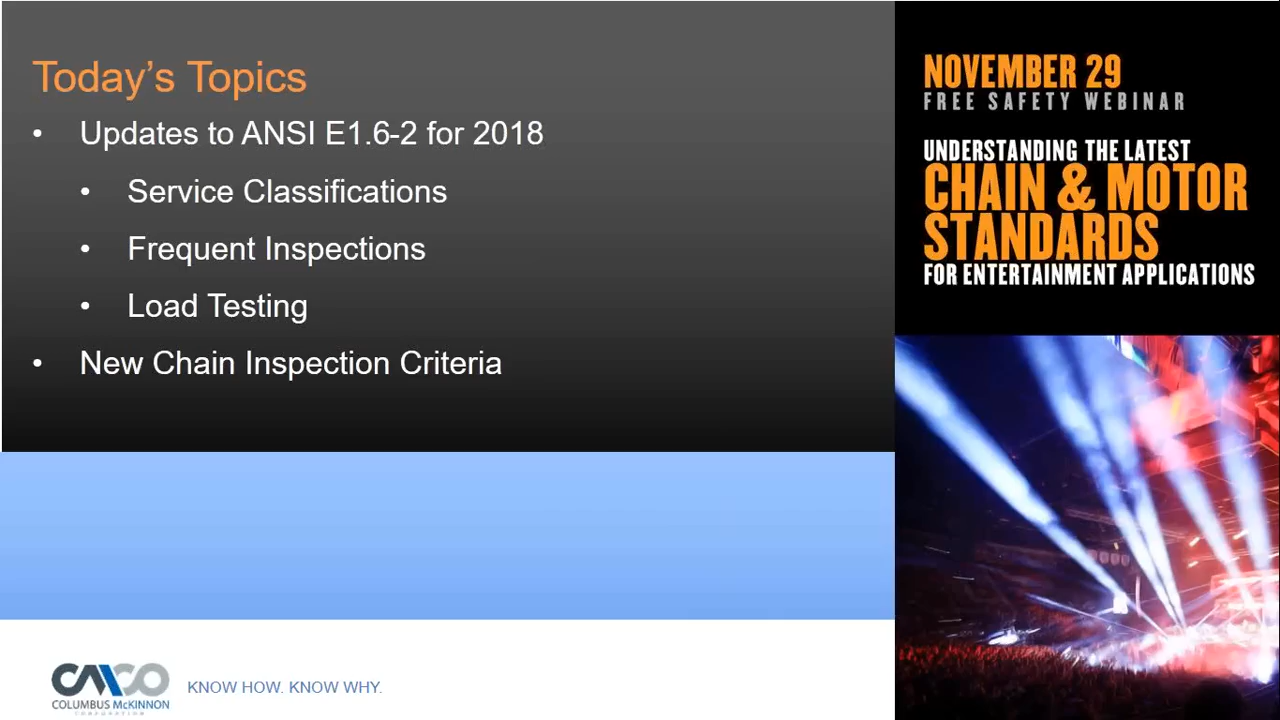 Today's Topics
• Updates to ANSI E1.6-2 for 2018
• Service Classifications
• Frequent Inspections
• Load Testing
• New Chain Inspection Criteria
NOVEMBER 29
FREE SAFETY WEBINAR
UNDERSTANDING THE LATEST
CHAIN & MOTOR
STANDARDS
FOR ENTERTAINMENT APPLICATIONS
CMCO
COLUMBUS McKINNON
CORPORATION
KNOW HOW. KNOW WHY.